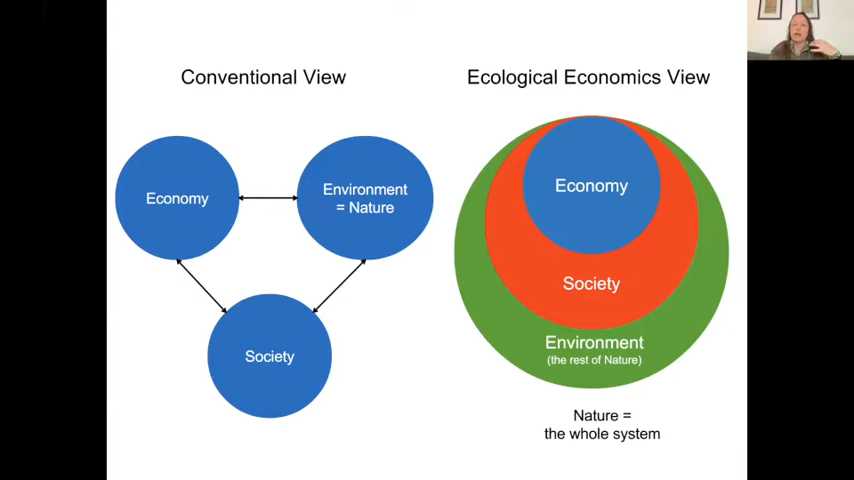 Conventional View
Economy
Environment
= Nature
Society
Ecological Economics View
Economy
Society
Environment
(the rest of Nature)
Nature =
the whole system